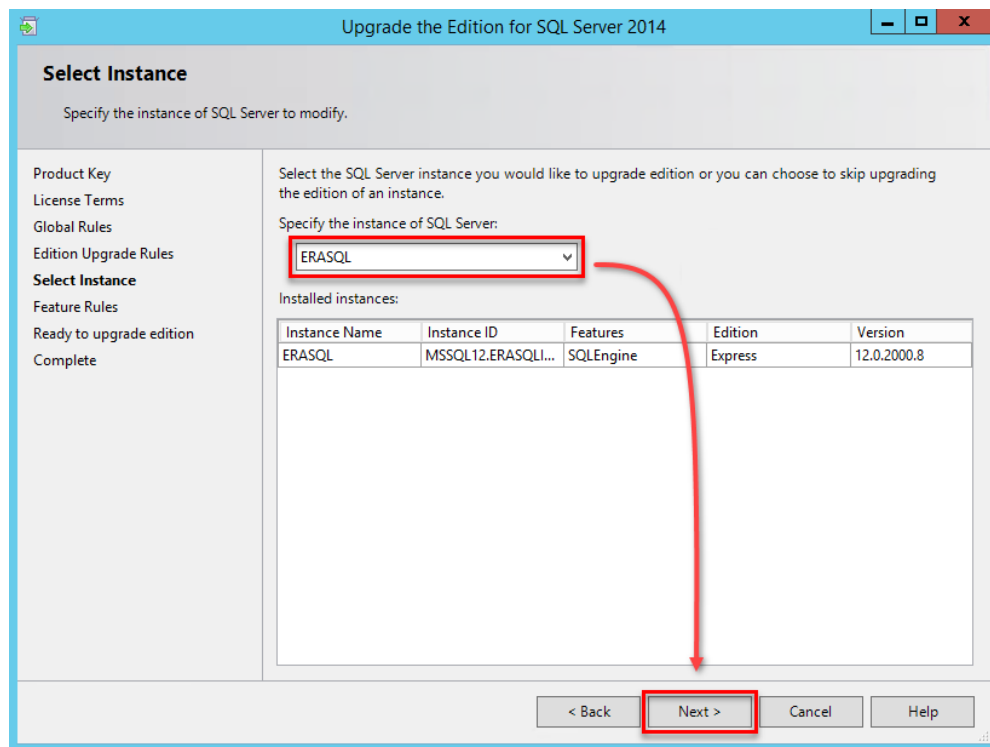 Upgrade the Edition for SQL Server 2014
Select Instance
Specify the instance of SQL Server to modify.
Product Key
License Terms
Global Rules
Edition Upgrade Rules
Select Instance
Feature Rules
Ready to upgrade edition
Complete
Select the SQL Server instance you would like to upgrade edition or you can choose to skip upgrading
the edition of an instance.
Specify the instance of SQL Server:
ERASQL
Installed instances:
Instance Name Instance ID Features Edition Version
ERASQL MSSQL12.ERASQLI... SQLEngine Express 12.0.2000.8
< Back Next > Cancel Help